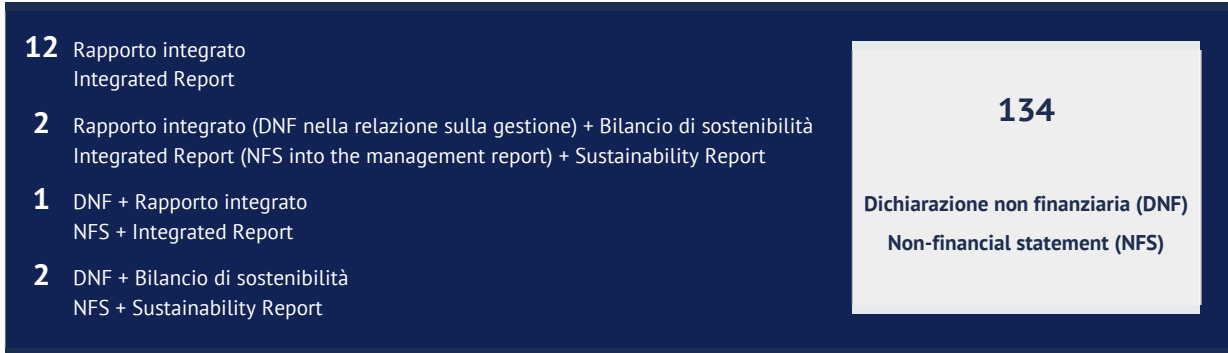 12 Rapporto integrato
Integrated Report
2 Rapporto integrato (DNF nella relazione sulla gestione) + Bilancio di sostenibilità
Integrated Report (NFS into the management report) + Sustainability Report
1 DNF + Rapporto integrato
NFS + Integrated Report
2 DNF + Bilancio di sostenibilità
NFS + Sustainability Report
134
Dichiarazione non finanziaria (DNF)
Non-financial statement (NFS)